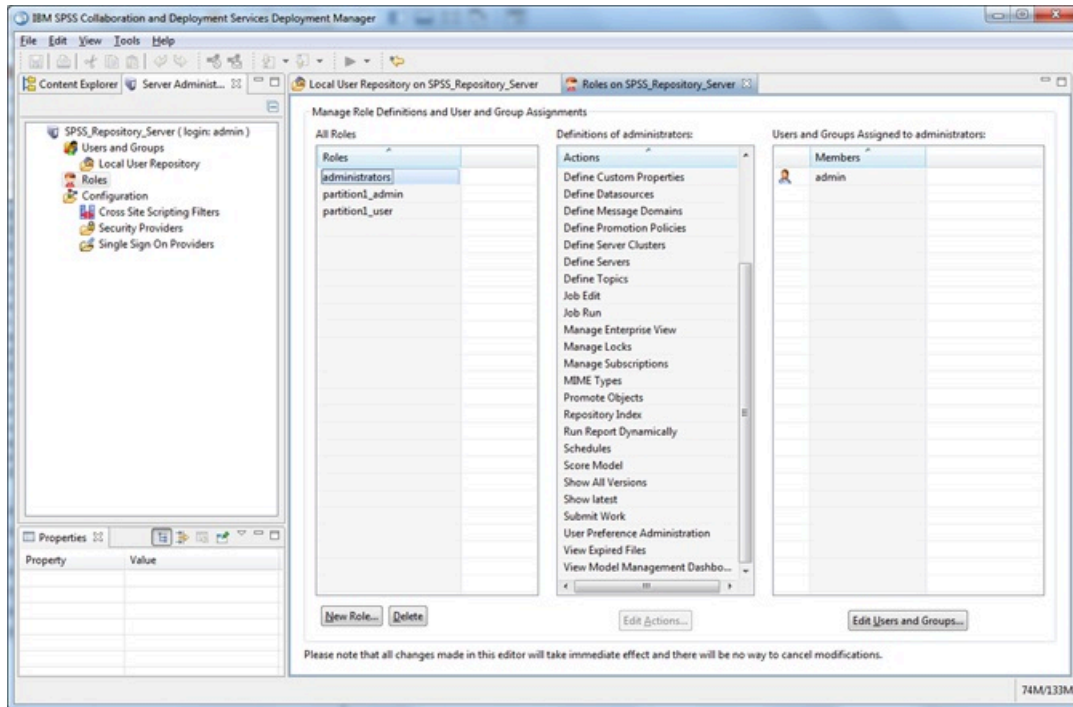 IBM SPSS Collaboration and Deployment Services Deployment Manager
File Edit View Tools Help
Content Explorer
Server Administ...
SPSS_Repository_Server ( login: admin )
Users and Groups
Local User Repository
Roles
Configuration
Cross Site Scripting Filters
Security Providers
Single Sign On Providers
Properties
Property Value
Local User Repository on SPSS_Repository_Server
Roles on SPSS_Repository_Server
Manage Role Definitions and User and Group Assignments
All Roles
Roles
administrators
partition1_admin
partition1_user
New Role... Delete
Definitions of administrators:
Actions
Define Custom Properties
Define Datasources
Define Message Domains
Define Promotion Policies
Define Server Clusters
Define Servers
Define Topics
Job Edit
Job Run
Manage Enterprise View
Manage Locks
Manage Subscriptions
MIME Types
Promote Objects
Repository Index
Run Report Dynamically
Schedules
Score Model
Show All Versions
Show latest
Submit Work
User Preference Administration
View Expired Files
View Model Management Dashbo...
Edit Actions...
Users and Groups Assigned to administrators:
Members
admin
Edit Users and Groups...
Please note that all changes made in this editor will take immediate effect and there will be no way to cancel modifications.
74M/133M